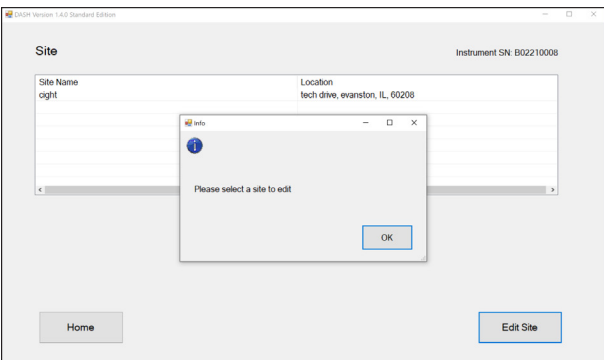 DASH Version 1.4.0 Standard Edition
Site
Instrument SN: B02210008
Site Name Location
cight tech drive, evanston, IL, 60208
Info
Please select a site to edit
OK
Home Edit Site